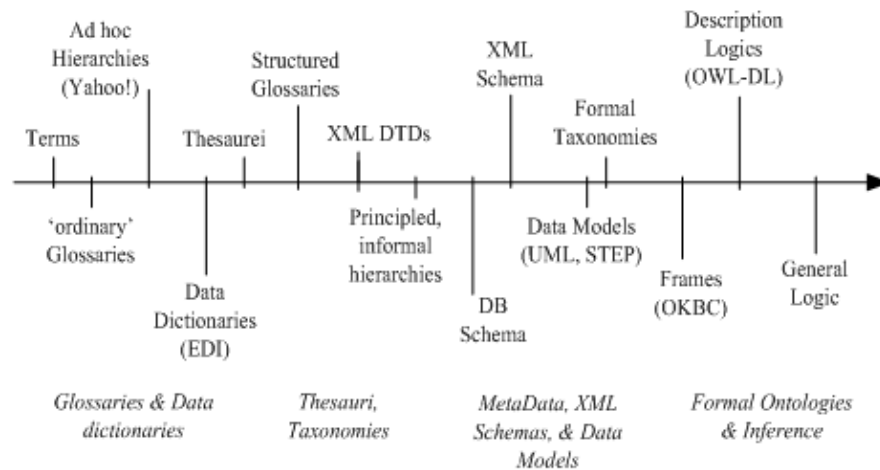 Ad hoc
Hierarchies
(Yahoo!)
Structured
Glossaries
XML
Schema
Description
Logics
(OWL-DL)
Formal
Taxonomies
Terms
Thesaurei
XML DTDs
‘ordinary’
Glossaries
Principled,
informal
hierarchies
Data Models
(UML, STEP)
Data
Dictionaries
(EDI)
DB
Schema
Frames
(OKBC)
General
Logic
Glossaries & Data
dictionaries
Thesauri,
Taxonomies
MetaData, XML
Schemas, & Data
Models
Formal Ontologies
& Inference